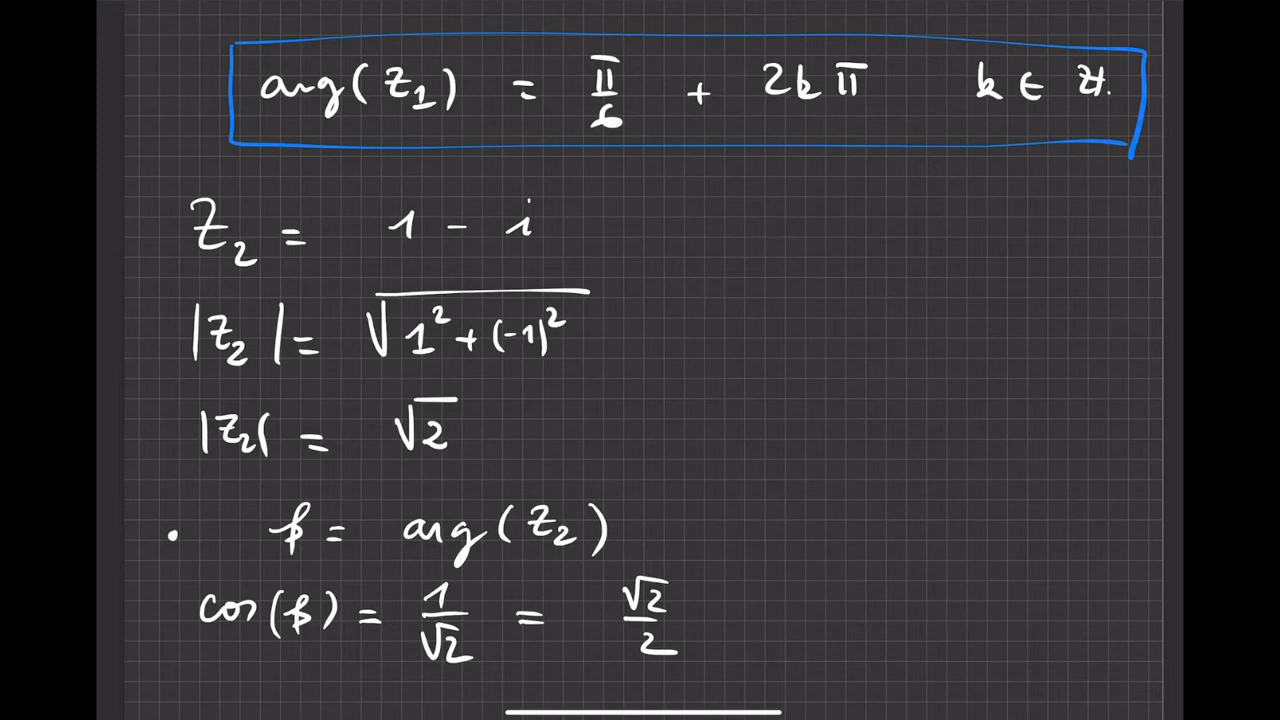 arg(z₁) = π/6 + 2kπ k ∈ ℤ.
z₂ = 1 - i
|z₂| = √(1² + (-1)²)
|z₂| = √2
• β = arg(z₂)
cos(β) = 1/√2 = √2/2